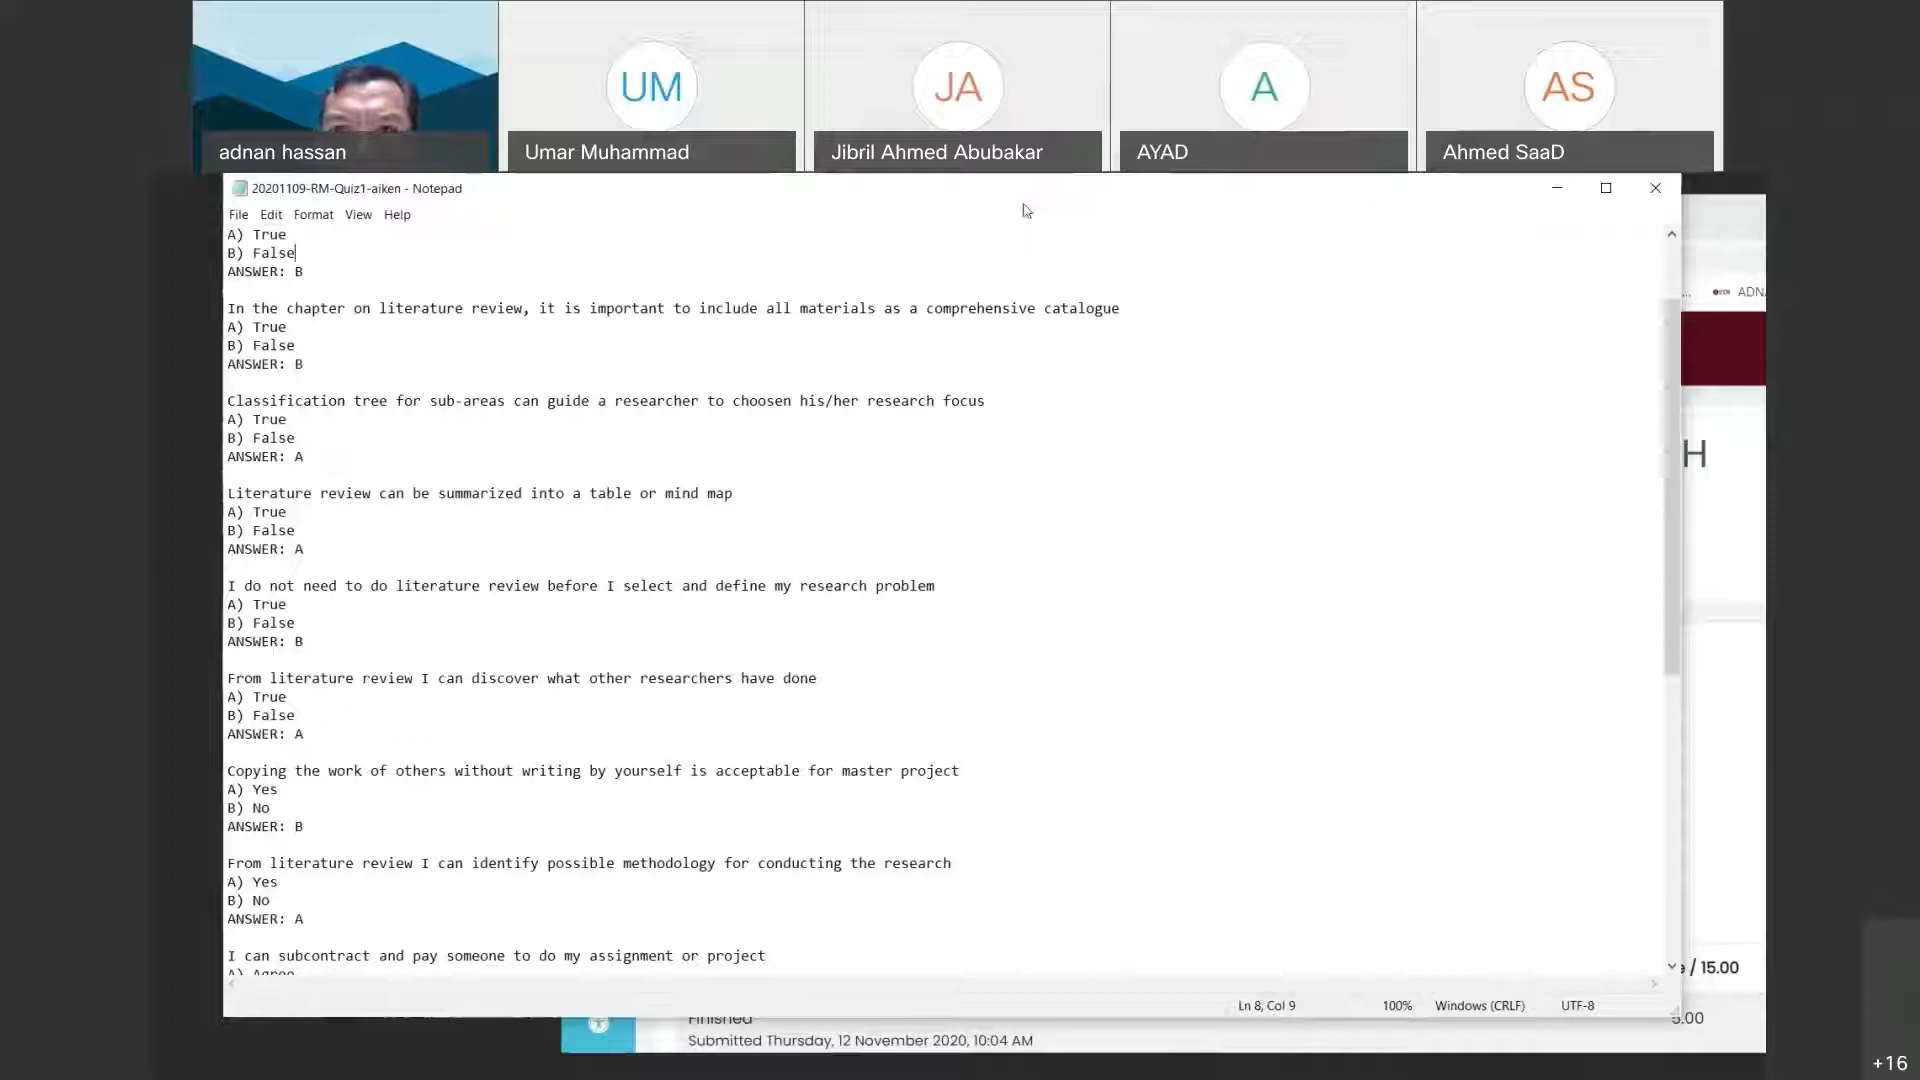 UM
JA
A
AS
adnan hassan
Umar Muhammad
Jibril Ahmed Abubakar
AYAD
Ahmed SaaD
20201109-RM-Quiz1-aiken - Notepad
File Edit Format View Help
A) True
B) False
ANSWER: B
In the chapter on literature review, it is important to include all materials as a comprehensive catalogue
A) True
B) False
ANSWER: B
Classification tree for sub-areas can guide a researcher to choosen his/her research focus
A) True
B) False
ANSWER: A
Literature review can be summarized into a table or mind map
A) True
B) False
ANSWER: A
I do not need to do literature review before I select and define my research problem
A) True
B) False
ANSWER: B
From literature review I can discover what other researchers have done
A) True
B) False
ANSWER: A
Copying the work of others without writing by yourself is acceptable for master project
A) Yes
B) No
ANSWER: B
From literature review I can identify possible methodology for conducting the research
A) Yes
B) No
ANSWER: A
I can subcontract and pay someone to do my assignment or project
A) Agree
Ln 8, Col 9 100% Windows (CRLF) UTF-8
ADN
H
/ 15.00
5.00
Finished
Submitted Thursday, 12 November 2020, 10:04 AM
+16